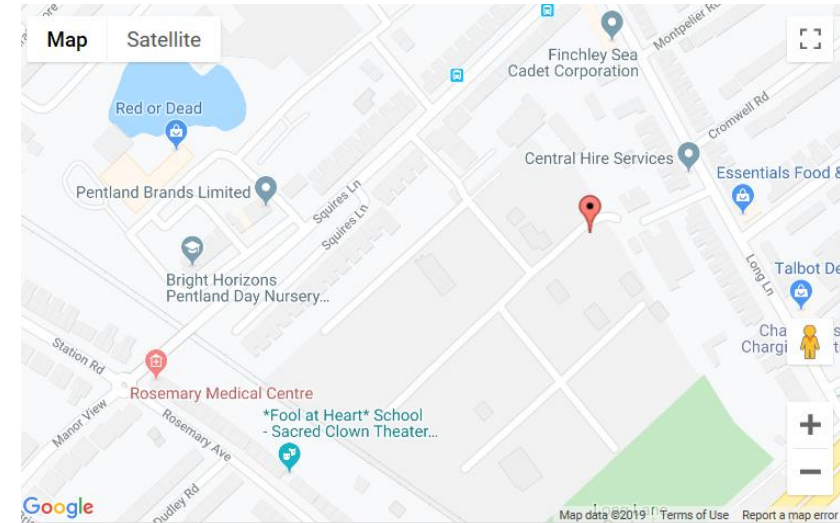 Map
Satellite
Montpelier R
Finchley Sea
Cadet Corporation
Cromwell Rd
Red or Dead
Central Hire Services
Essentials Food &
Pentland Brands Limited
Squires Ln
Squires Ln
Bright Horizons
Pentland Day Nursery...
Long Ln
Talbot De
Cha
Chargi
Station Rd
Rosemary Medical Centre
*Fool at Heart* School
- Sacred Clown Theater...
Manor View
Rosemary Ave
Dudley Rd
Google
Map data ©2019
Terms of Use
Report a map error